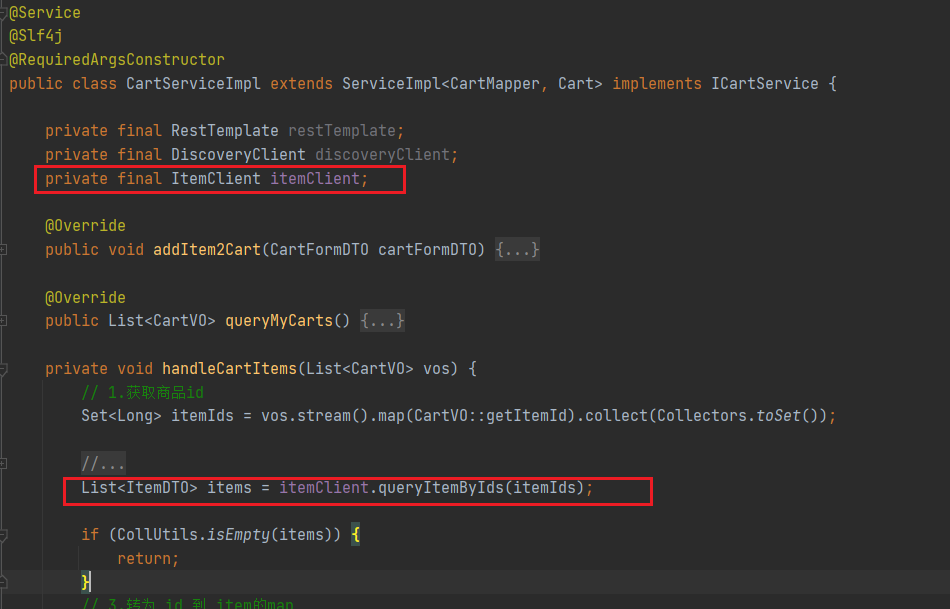 @Service
@Slf4j
@RequiredArgsConstructor
public class CartServiceImpl extends ServiceImpl<CartMapper, Cart> implements ICartService {
private final RestTemplate restTemplate;
private final DiscoveryClient discoveryClient;
private final ItemClient itemClient;
@Override
public void addItem2Cart(CartFormDTO cartFormDTO) {...}
@Override
public List<CartVO> queryMyCarts() {...}
private void handleCartItems(List<CartVO> vos) {
// 1.获取商品id
Set<Long> itemIds = vos.stream().map(CartVO::getItemId).collect(Collectors.toSet());
//...
List<ItemDTO> items = itemClient.queryItemByIds(itemIds);
if (CollUtils.isEmpty(items)) {
return;
}
// 3.转为 id 到 item的map